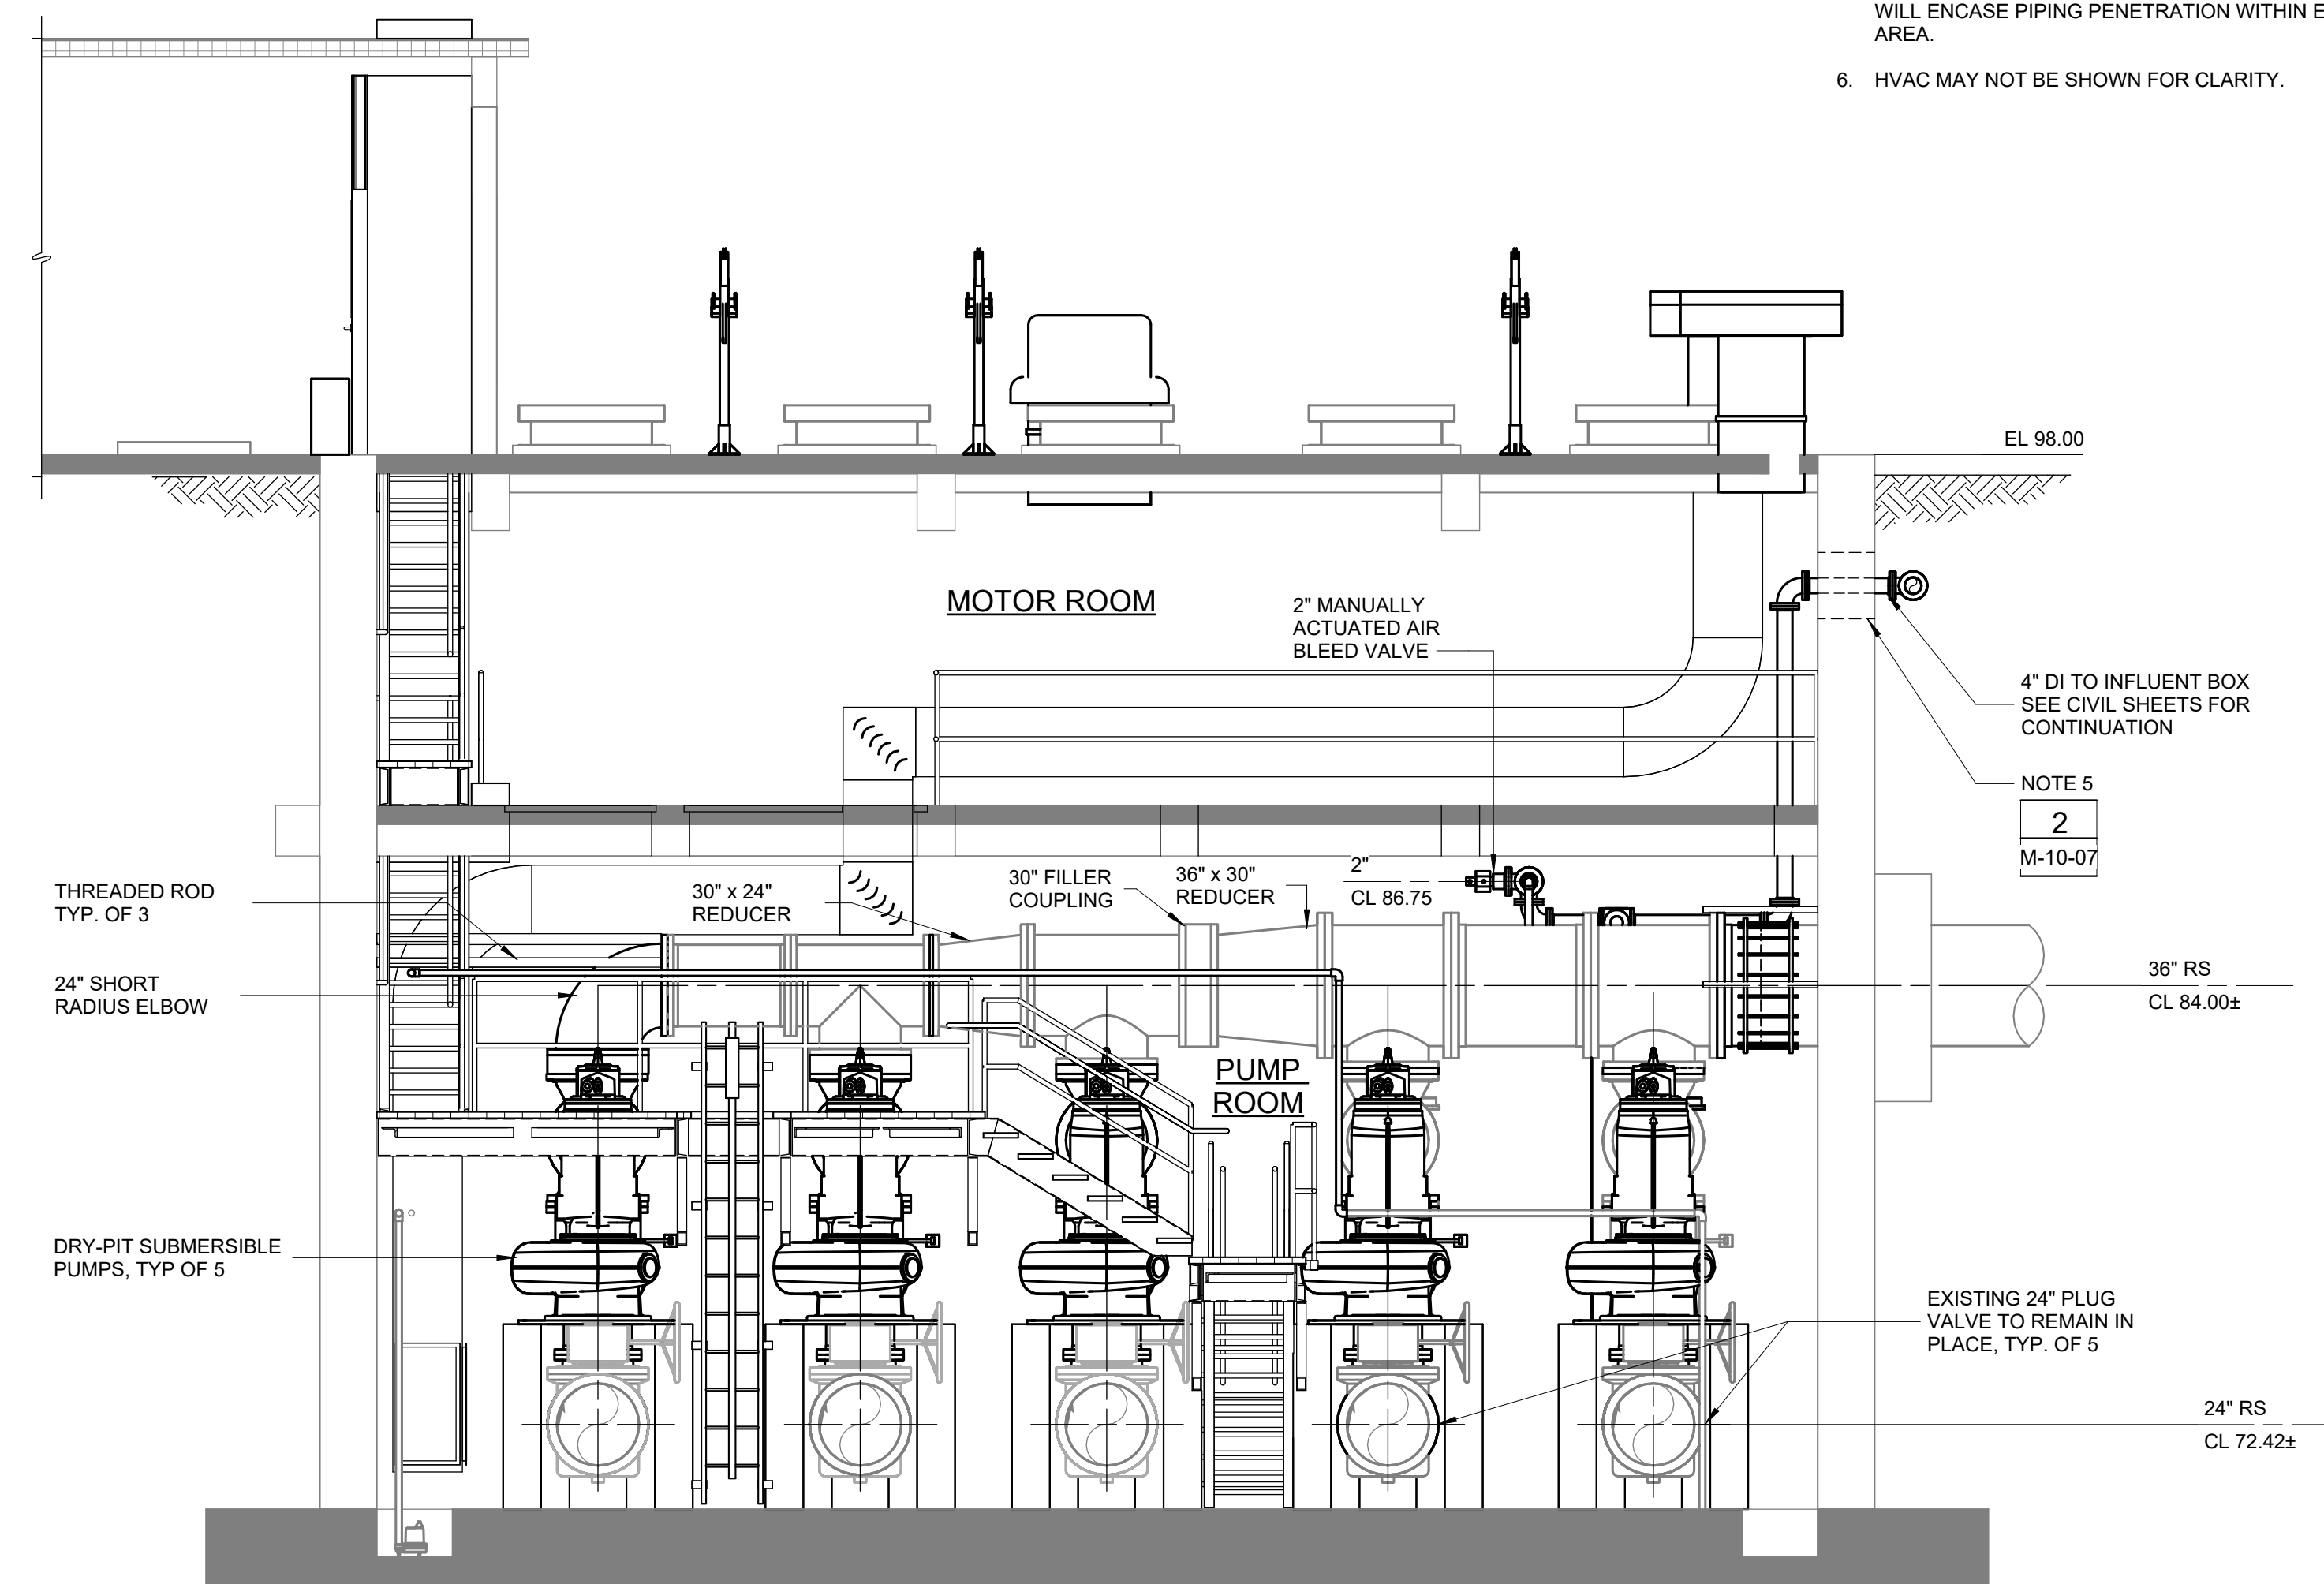 WILL ENCASE PIPING PENETRATION WITHIN E
AREA.
6. HVAC MAY NOT BE SHOWN FOR CLARITY.
EL 98.00
MOTOR ROOM
2" MANUALLY
ACTUATED AIR
BLEED VALVE
4" DI TO INFLUENT BOX
SEE CIVIL SHEETS FOR
CONTINUATION
NOTE 5
2
M-10-07
THREADED ROD
TYP. OF 3
30" x 24"
REDUCER
30" FILLER
COUPLING
36" x 30"
REDUCER
2"
CL 86.75
24" SHORT
RADIUS ELBOW
36" RS
CL 84.00±
PUMP
ROOM
DRY-PIT SUBMERSIBLE
PUMPS, TYP OF 5
EXISTING 24" PLUG
VALVE TO REMAIN IN
PLACE, TYP. OF 5
24" RS
CL 72.42±